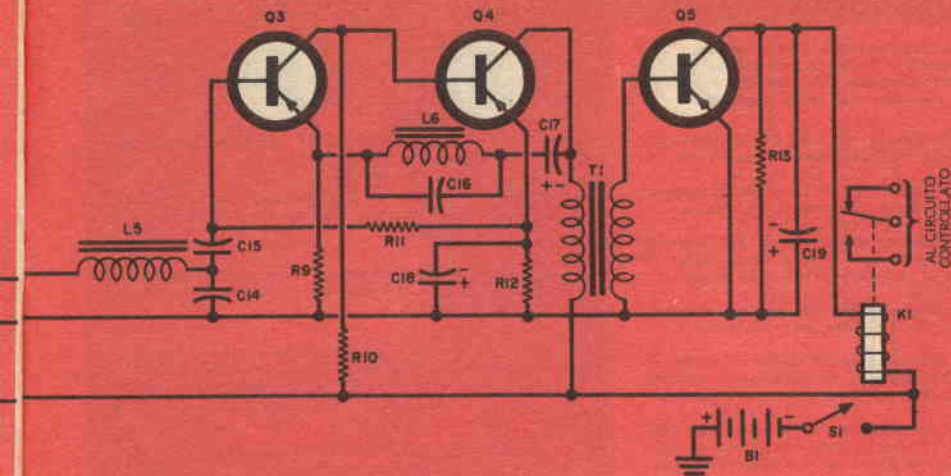 Q3
Q4
Q5
L6
C17
C16
T1
R13
L5
C15
R11
C14
R9
C18
R12
C19
AL CIRCUITO
CONTROLLATO
K1
R10
S1
B1